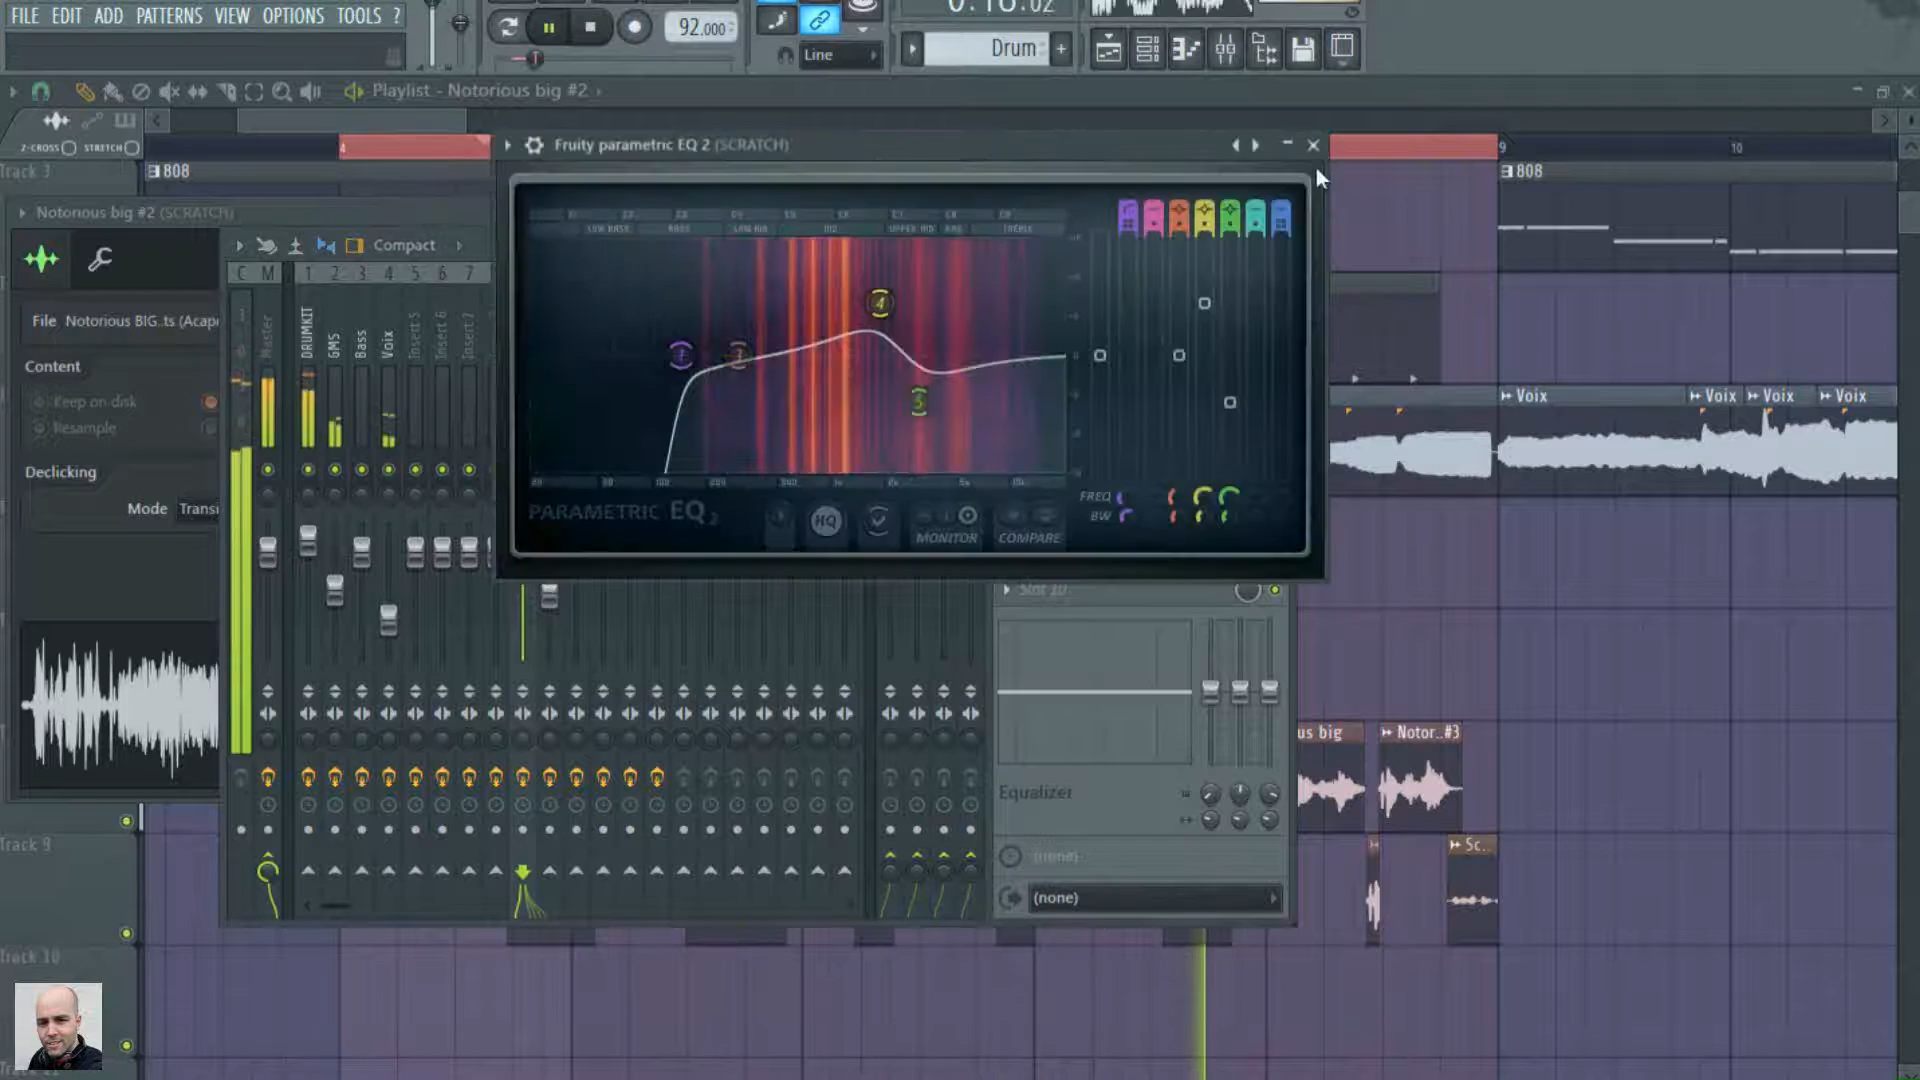 FILE EDIT ADD PATTERNS VIEW OPTIONS TOOLS ?
92.000
Line
Drum
Playlist - Notorious big #2
Z-CROSS STRETCH
4
9
10
Track 3
808
808
Fruity parametric EQ 2 (SCRATCH)
Notorious big #2 (SCRATCH)
Compact
C M 1 2 3 4 5 6 7
File Notorious BIG..ts (Acap
Content
Keep on disk
Resample
Declicking
Mode Transi
Master
DRUMKIT
GMS
Bass
Voix
Insert 5
Insert 6
Insert 7
LOW BASS BASS LOW MID MID UPPER MID TREBLE
4
5
PARAMETRIC EQ 2
HQ
MONITOR
COMPARE
FREQ
BW
Voix
Voix
Voix
Voix
Slot 10
Equalizer
(none)
(none)
us big
Notor..#3
Sc..
Track 9
Track 10